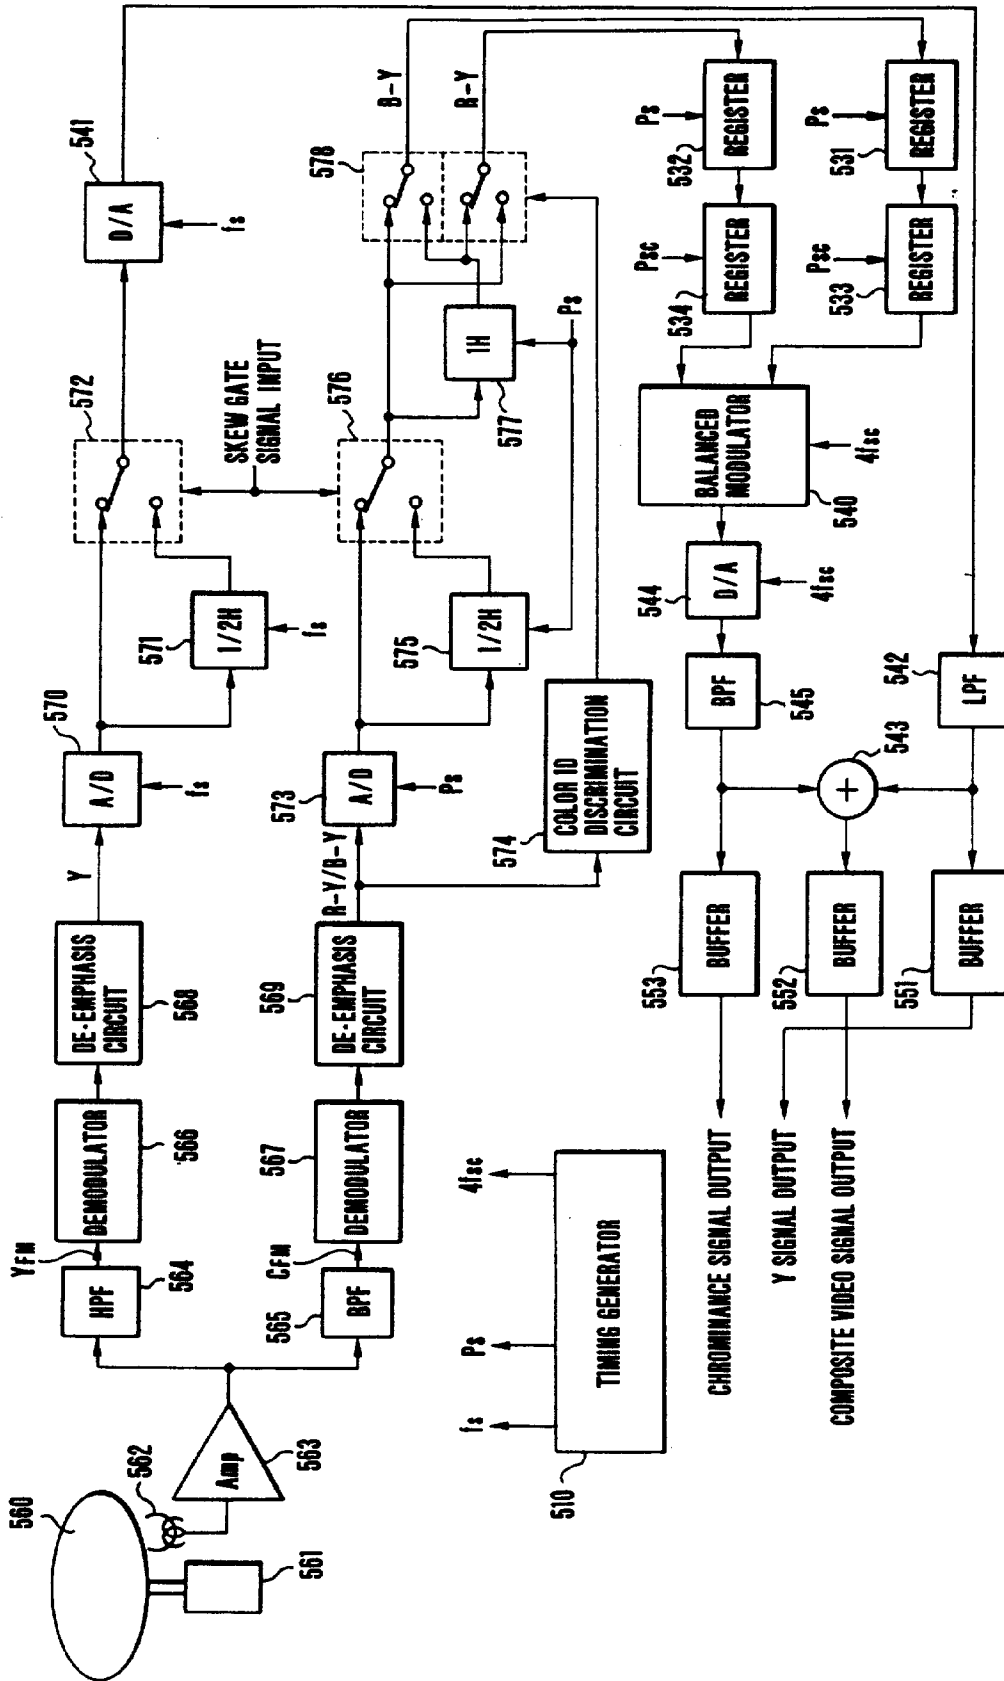 560
561
562
Amp
563
HPF
564
YFM
DEMODULATOR
566
566
DE-EMPHASIS
CIRCUIT
568
Y
A/D
570
fs
1/2H
571
fs
572
SKEW GATE
SIGNAL INPUT
D/A
541
fs
BPF
565
CFM
DEMODULATOR
567
DE-EMPHASIS
CIRCUIT
569
R-Y/B-Y
A/D
573
Ps
COLOR ID
DISCRIMINATION
CIRCUIT
574
1/2H
575
576
1H
577
Ps
578
B-Y
R-Y
TIMING GENERATOR
510
fs
Ps
4fsc
Ps
REGISTER
532
Ps
REGISTER
531
Psc
REGISTER
534
Psc
REGISTER
533
BALANCED
MODULATOR
540
4fsc
D/A
544
4fsc
BPF
545
LPF
542
+
543
BUFFER
553
BUFFER
552
BUFFER
551
CHROMINANCE SIGNAL OUTPUT
Y SIGNAL OUTPUT
COMPOSITE VIDEO SIGNAL OUTPUT